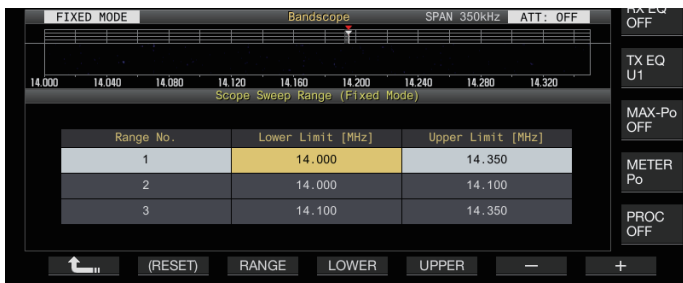 FIXED MODE Bandscope SPAN 350kHz ATT: OFF
RX EQ
OFF
14.000 14.040 14.080 14.120 14.160 14.200 14.240 14.280 14.320
TX EQ
U1
Scope Sweep Range (Fixed Mode)
MAX-Po
OFF
Range No. Lower Limit [MHz] Upper Limit [MHz]
1 14.000 14.350
METER
Po
2 14.000 14.100
3 14.100 14.350
PROC
OFF
(RESET) RANGE LOWER UPPER — +